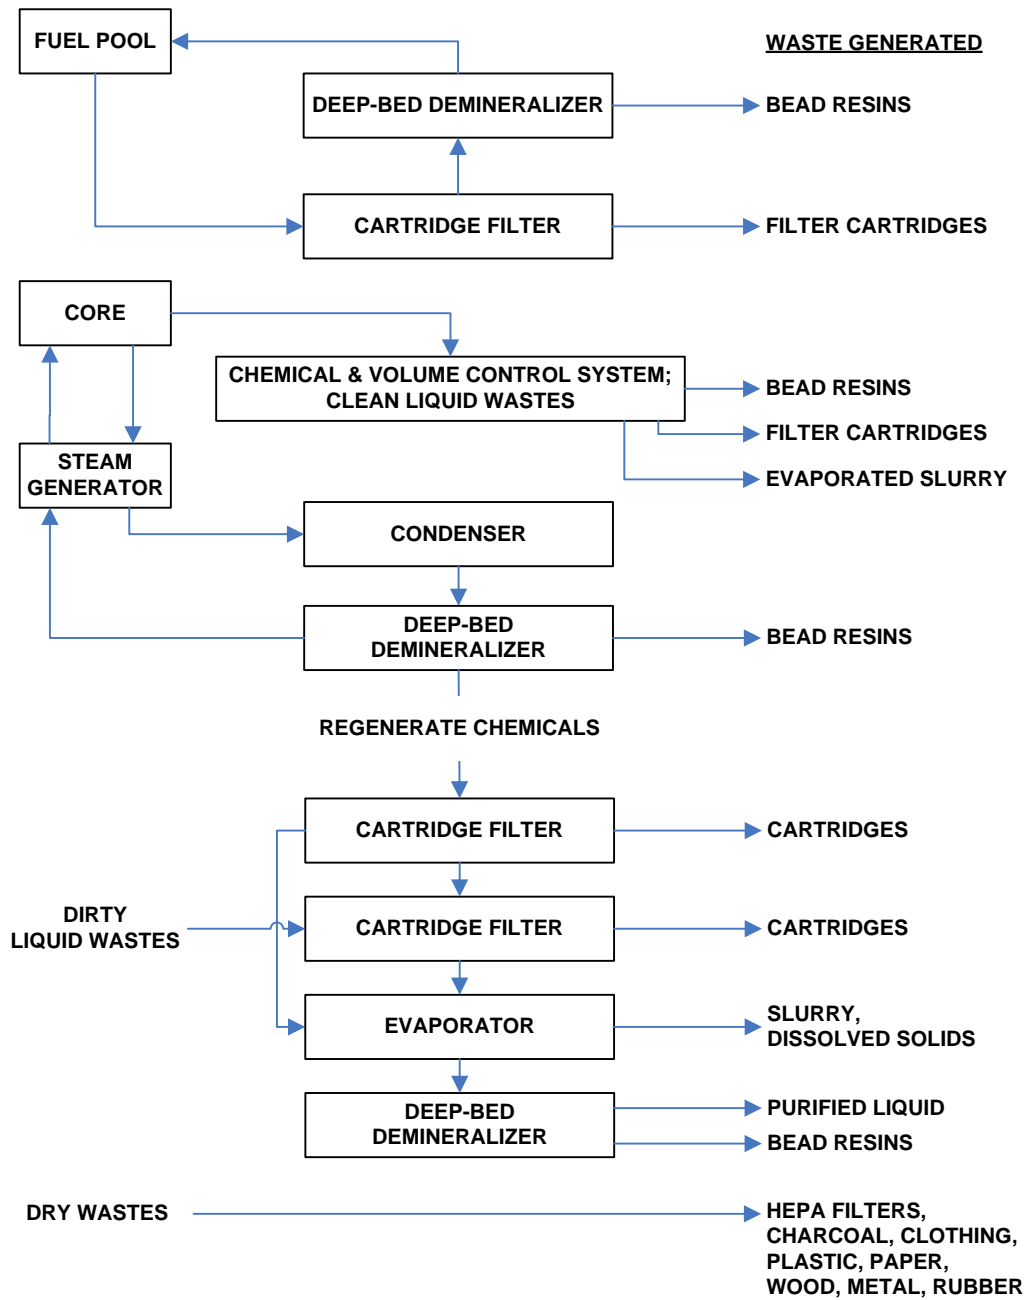 FUEL POOL
WASTE GENERATED
DEEP-BED DEMINERALIZER
BEAD RESINS
CARTRIDGE FILTER
FILTER CARTRIDGES
CORE
CHEMICAL & VOLUME CONTROL SYSTEM;
CLEAN LIQUID WASTES
BEAD RESINS
FILTER CARTRIDGES
EVAPORATED SLURRY
STEAM
GENERATOR
CONDENSER
DEEP-BED
DEMINERALIZER
BEAD RESINS
REGENERATE CHEMICALS
CARTRIDGE FILTER
CARTRIDGES
DIRTY
LIQUID WASTES
CARTRIDGE FILTER
CARTRIDGES
EVAPORATOR
SLURRY,
DISSOLVED SOLIDS
DEEP-BED
DEMINERALIZER
PURIFIED LIQUID
BEAD RESINS
DRY WASTES
HEPA FILTERS,
CHARCOAL, CLOTHING,
PLASTIC, PAPER,
WOOD, METAL, RUBBER